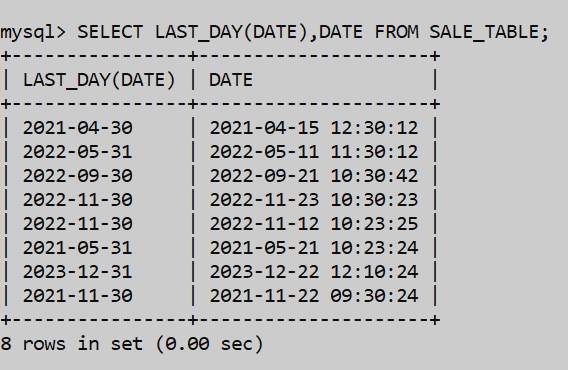 mysql> SELECT LAST_DAY(DATE),DATE FROM SALE_TABLE;
+----------------+---------------------+
| LAST_DAY(DATE) | DATE                |
+----------------+---------------------+
| 2021-04-30     | 2021-04-15 12:30:12 |
| 2022-05-31     | 2022-05-11 11:30:12 |
| 2022-09-30     | 2022-09-21 10:30:42 |
| 2022-11-30     | 2022-11-23 10:30:23 |
| 2022-11-30     | 2022-11-12 10:23:25 |
| 2021-05-31     | 2021-05-21 10:23:24 |
| 2023-12-31     | 2023-12-22 12:10:24 |
| 2021-11-30     | 2021-11-22 09:30:24 |
+----------------+---------------------+
8 rows in set (0.00 sec)